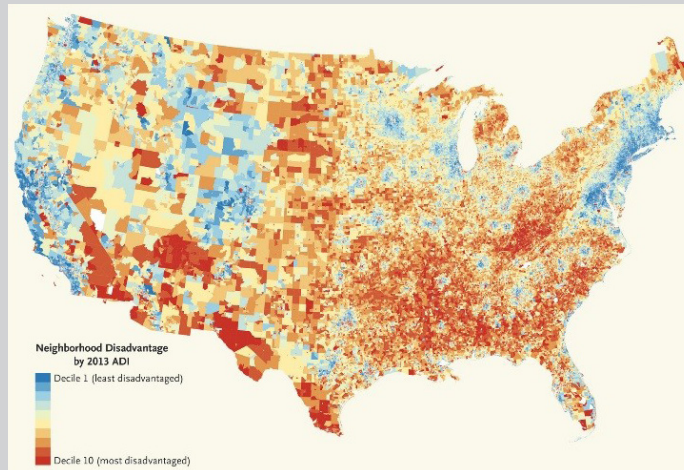 Neighborhood Disadvantage
by 2013 ADI
Decile 1 (least disadvantaged)
Decile 10 (most disadvantaged)